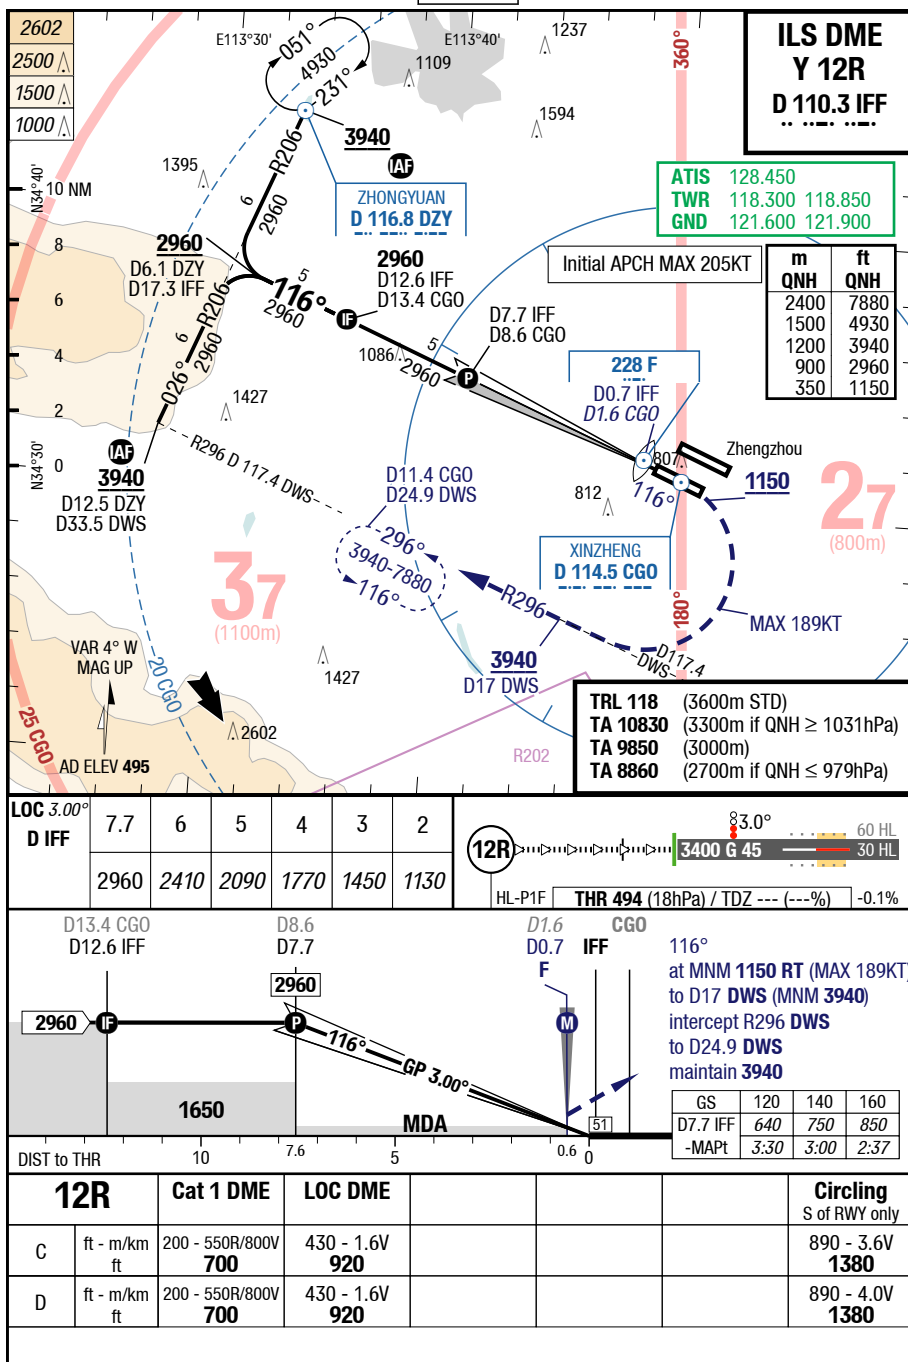 2602
2500
1500
1000
E113°30'
E113°40'
051°
4930
231°
1237
1109
1594
360°
ILS DME
Y 12R
D 110.3 IFF
3940
IAF
1395
R206
6
2960
ZHONGYUAN
D 116.8 DZY
ATIS 128.450
TWR 118.300 118.850
GND 121.600 121.900
N34°40'
10 NM
8
6
4
2
0
N34°30'
2960
D6.1 DZY
D17.3 IFF
2960
D12.6 IFF
D13.4 CGO
Initial APCH MAX 205KT
m ft
QNH QNH
2400 7880
1500 4930
1200 3940
900 2960
350 1150
5
116°
2960
IF
D7.7 IFF
D8.6 CGO
R206
6
2960
026°
1086
5
2960
P
228 F
D0.7 IFF
D1.6 CGO
1427
R296 D 117.4 DWS
IAF
3940
D12.5 DZY
D33.5 DWS
D11.4 CGO
D24.9 DWS
807
Zhengzhou
1150
116°
812
27
(800m)
296°
3940-7880
116°
XINZHENG
D 114.5 CGO
37
(1100m)
R296
180°
MAX 189KT
VAR 4° W
MAG UP
20 CGO
1427
3940
D17 DWS
D117.4
DWS
2602
25 CGO
AD ELEV 495
R202
TRL 118 (3600m STD)
TA 10830 (3300m if QNH ≥ 1031hPa)
TA 9850 (3000m)
TA 8860 (2700m if QNH ≤ 979hPa)
LOC 3.00°
D IFF
7.7 6 5 4 3 2
2960 2410 2090 1770 1450 1130
12R
3.0°
3400 G 45
60 HL
30 HL
HL-P1F
THR 494 (18hPa) / TDZ --- (---%)
-0.1%
D13.4 CGO
D12.6 IFF
D8.6
D7.7
D1.6
D0.7
F
IFF
CGO
116°
at MNM 1150 RT (MAX 189KT)
to D17 DWS (MNM 3940)
intercept R296 DWS
to D24.9 DWS
maintain 3940
2960
2960
IF
P
M
116°
GP 3.00°
1650
MDA
51
GS 120 140 160
D7.7 IFF 640 750 850
-MAPt 3:30 3:00 2:37
DIST to THR
10 7.6 5 0.6 0
12R Cat 1 DME LOC DME Circling
S of RWY only
C ft - m/km 200 - 550R/800V 430 - 1.6V 890 - 3.6V
ft 700 920 1380
D ft - m/km 200 - 550R/800V 430 - 1.6V 890 - 4.0V
ft 700 920 1380